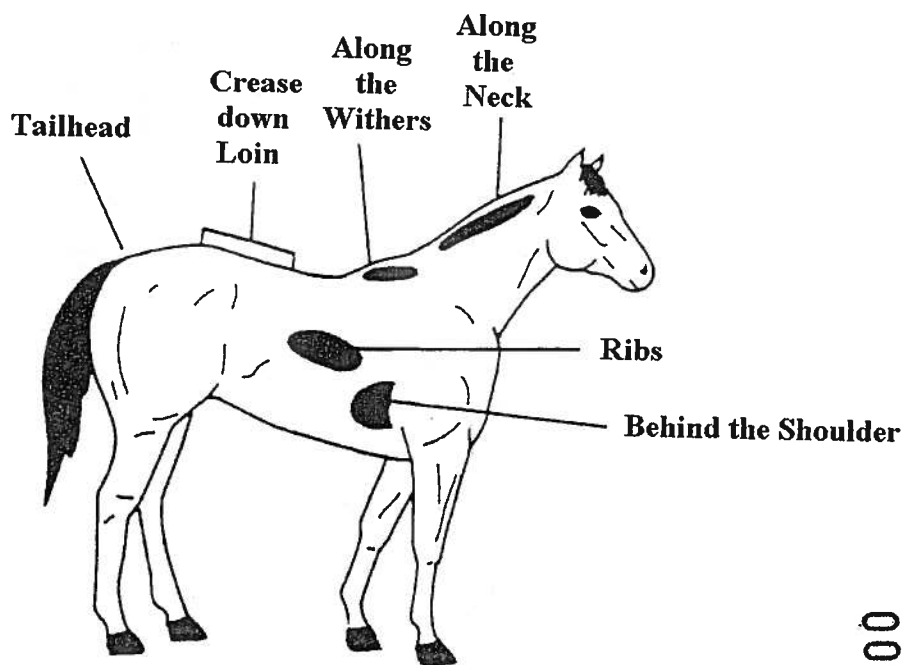 Along
the
Neck
Along
the
Withers
Crease
down
Loin
Tailhead
Ribs
Behind the Shoulder